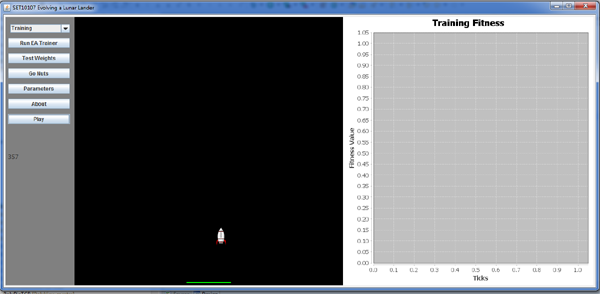 SET10107 Evolving a Lunar Lander
Training
Run EA Trainer
Test Weights
Go Nuts
Parameters
About
Play
357
Training Fitness
1.05
1.00
0.95
0.90
0.85
0.80
0.75
0.70
0.65
0.60
0.55
0.50
0.45
0.40
0.35
0.30
0.25
0.20
0.15
0.10
0.05
0.00
Fitness Value
0.0 0.1 0.2 0.3 0.4 0.5 0.6 0.7 0.8 0.9 1.0
Ticks